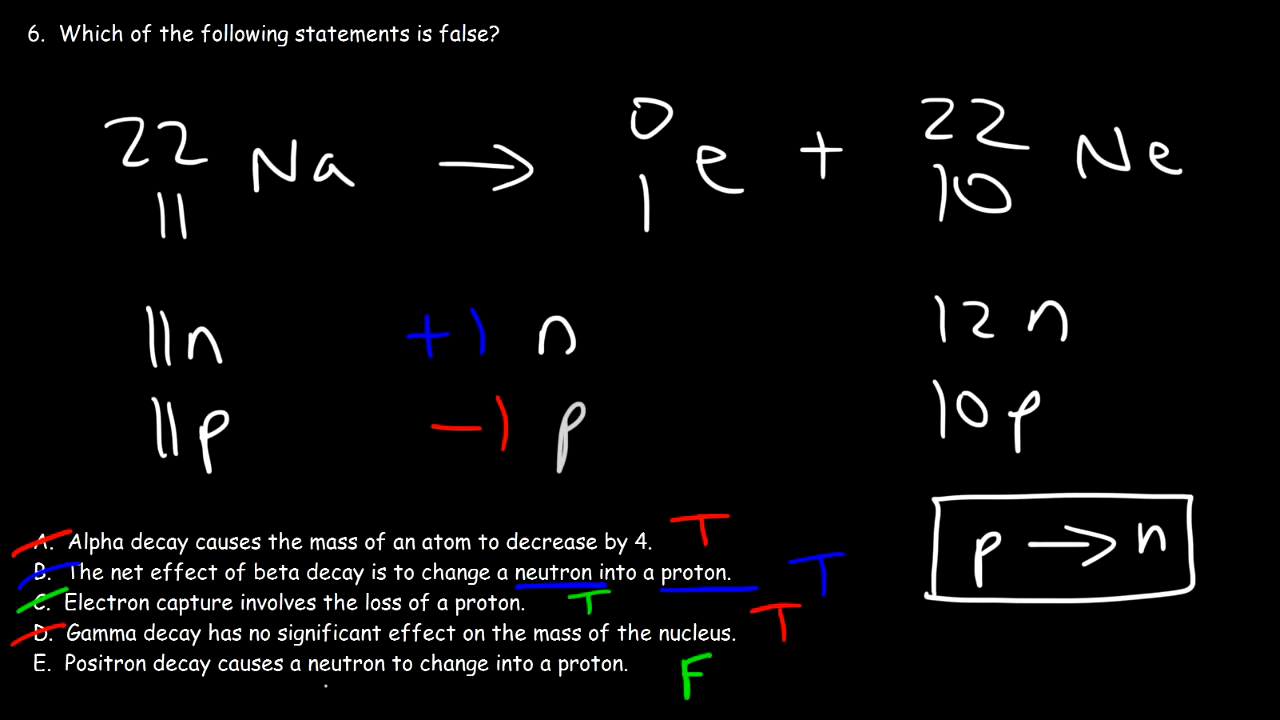 6. Which of the following statements is false?
22 0 22
Na → e + Ne
11 1 10
11n +1 n 12 n
11p -1 p 10 p
p → n
A. Alpha decay causes the mass of an atom to decrease by 4. T
B. The net effect of beta decay is to change a neutron into a proton. T
C. Electron capture involves the loss of a proton. T
D. Gamma decay has no significant effect on the mass of the nucleus. T
E. Positron decay causes a neutron to change into a proton. F